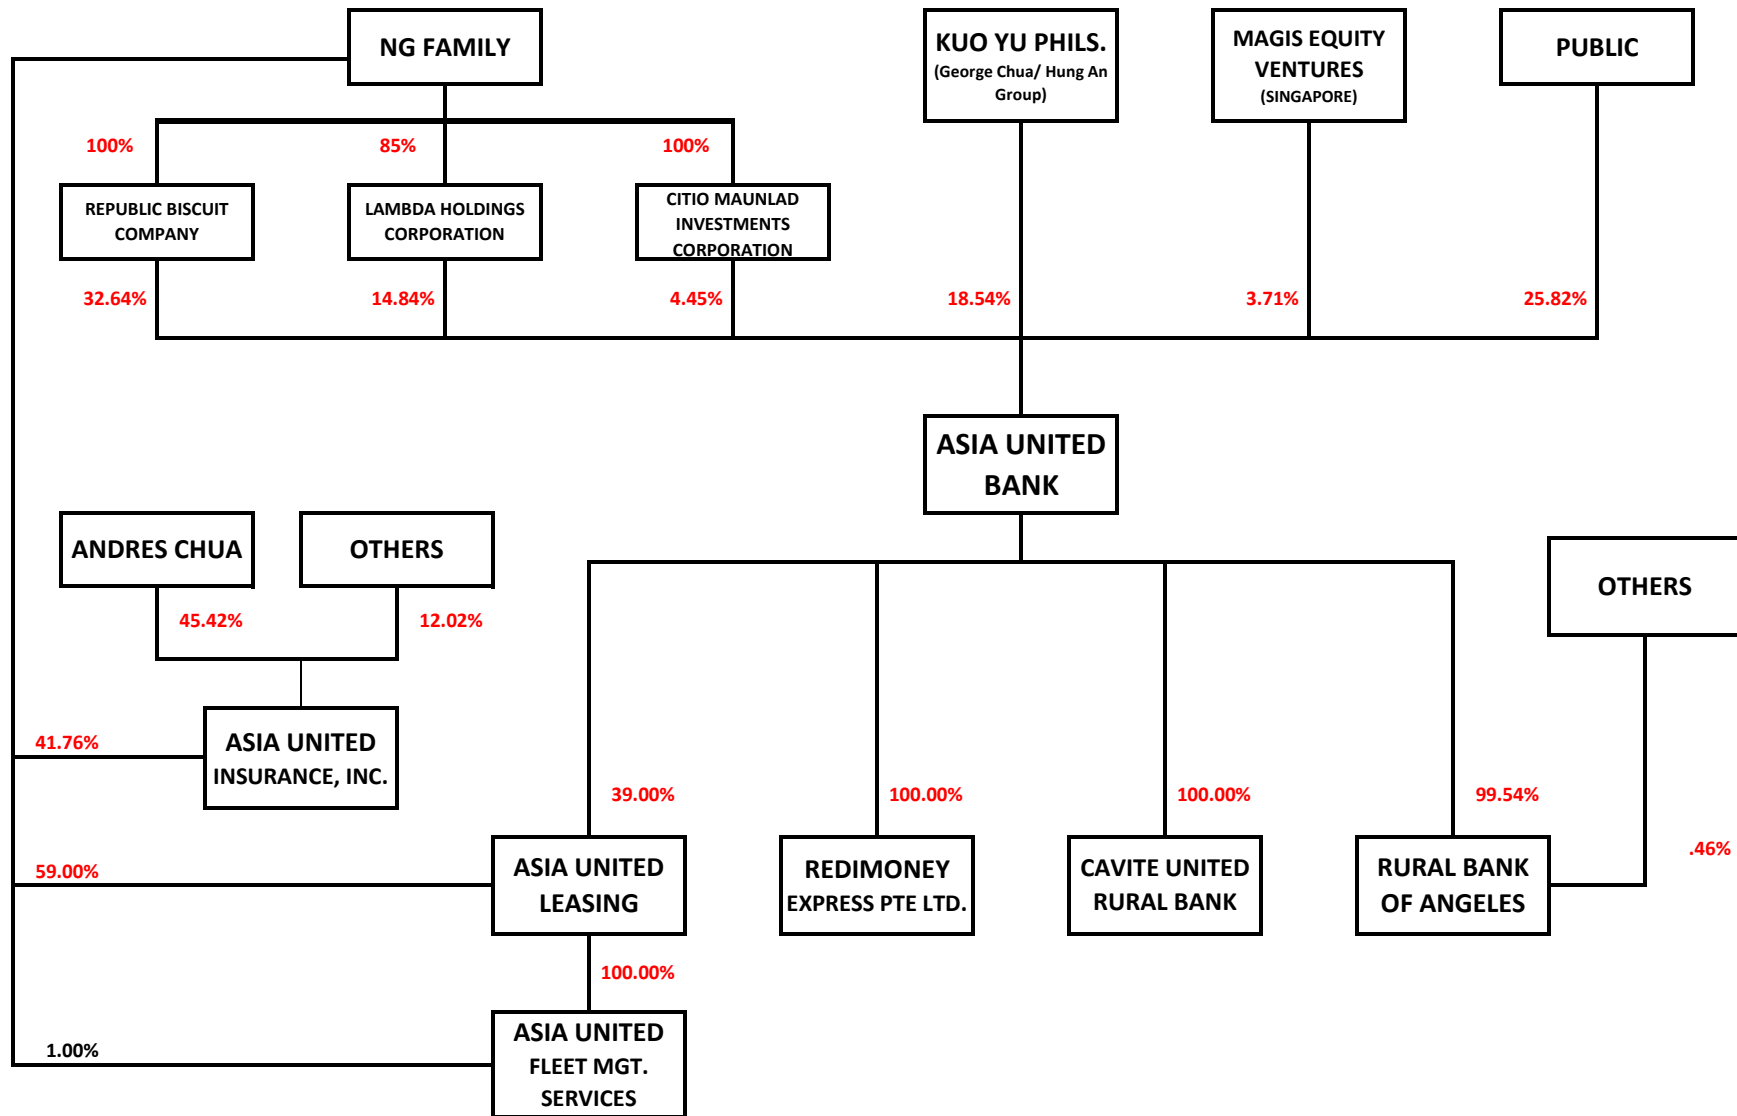 NG FAMILY
KUO YU PHILS.
(George Chua/ Hung An
Group)
MAGIS EQUITY
VENTURES
(SINGAPORE)
PUBLIC
100%
85%
100%
REPUBLIC BISCUIT
COMPANY
LAMBDA HOLDINGS
CORPORATION
CITIO MAUNLAD
INVESTMENTS
CORPORATION
32.64%
14.84%
4.45%
18.54%
3.71%
25.82%
ASIA UNITED
BANK
ANDRES CHUA
OTHERS
OTHERS
45.42%
12.02%
41.76%
ASIA UNITED
INSURANCE, INC.
39.00%
100.00%
100.00%
99.54%
.46%
59.00%
ASIA UNITED
LEASING
REDIMONEY
EXPRESS PTE LTD.
CAVITE UNITED
RURAL BANK
RURAL BANK
OF ANGELES
100.00%
1.00%
ASIA UNITED
FLEET MGT.
SERVICES